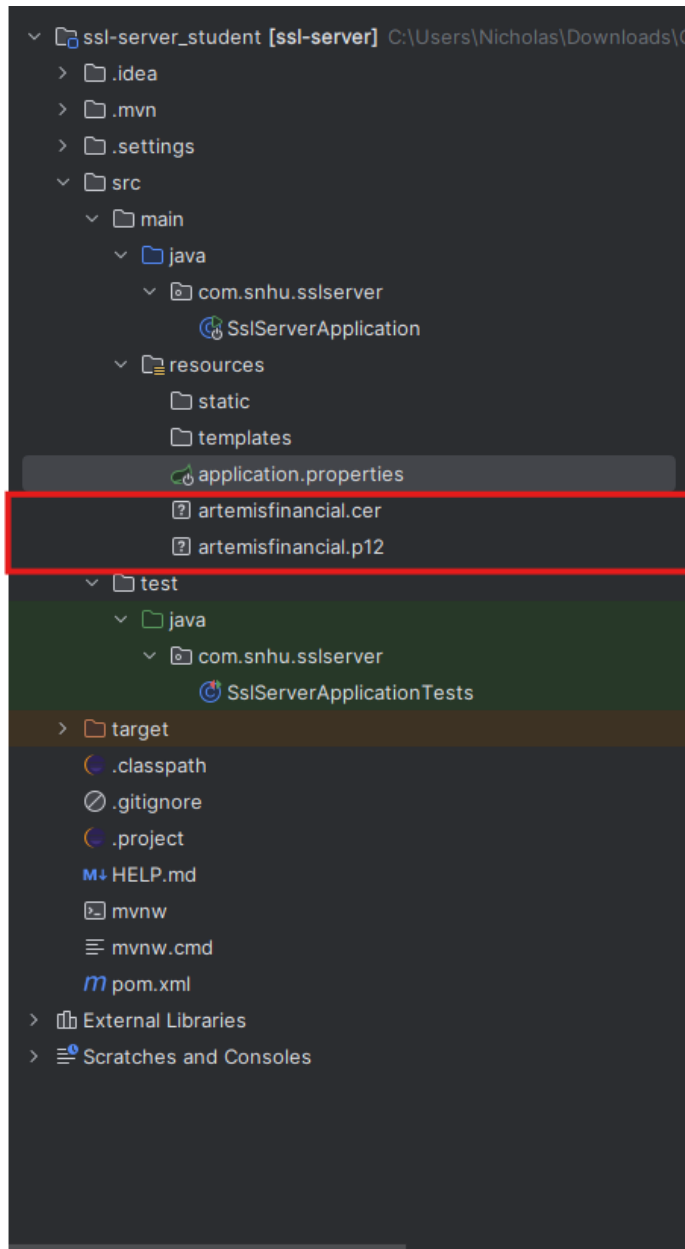 ssl-server_student [ssl-server] C:\Users\Nicholas\Downloads\
.idea
.mvn
.settings
src
main
java
com.snhu.sslserver
SslServerApplication
resources
static
templates
application.properties
artemisfinancial.cer
artemisfinancial.p12
test
java
com.snhu.sslserver
SslServerApplicationTests
target
.classpath
.gitignore
.project
M↓ HELP.md
mvnw
mvnw.cmd
m pom.xml
External Libraries
Scratches and Consoles